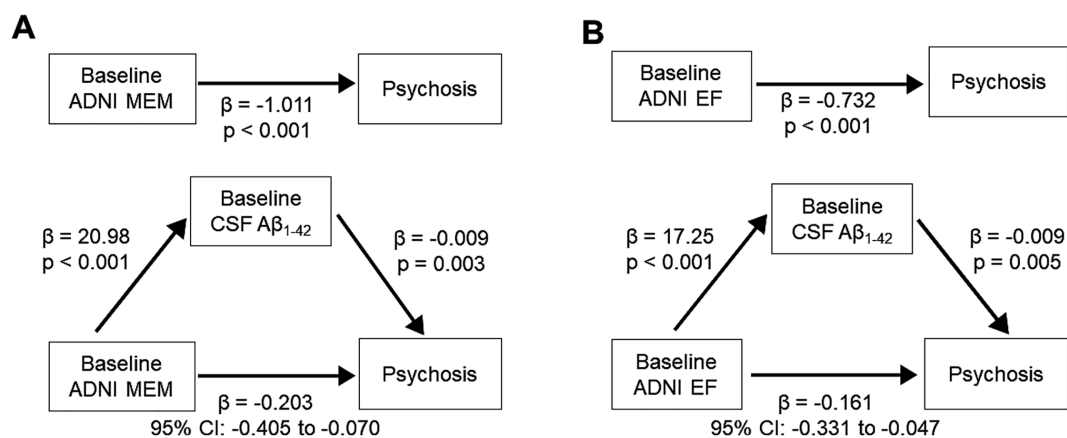 A
Baseline
ADNI MEM
Psychosis
β = -1.011
p < 0.001
Baseline
CSF Aβ₁₋₄₂
β = 20.98
p < 0.001
β = -0.009
p = 0.003
Baseline
ADNI MEM
Psychosis
β = -0.203
95% CI: -0.405 to -0.070
B
Baseline
ADNI EF
Psychosis
β = -0.732
p < 0.001
Baseline
CSF Aβ₁₋₄₂
β = 17.25
p < 0.001
β = -0.009
p = 0.005
Baseline
ADNI EF
Psychosis
β = -0.161
95% CI: -0.331 to -0.047